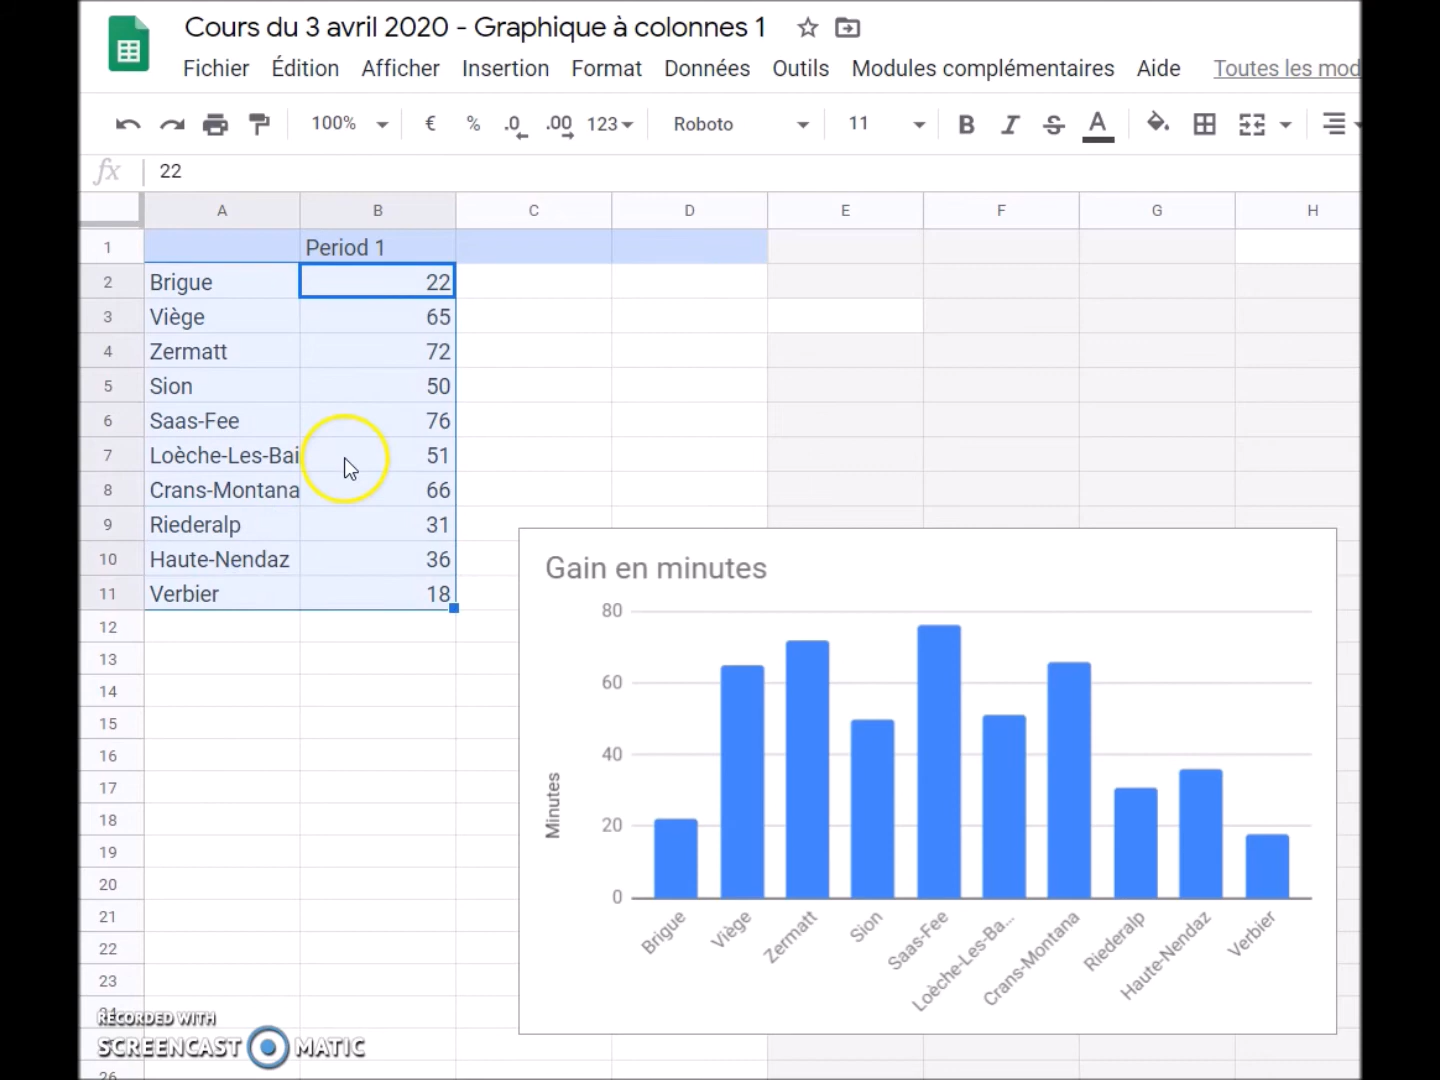 Cours du 3 avril 2020 - Graphique à colonnes 1
Fichier Édition Afficher Insertion Format Données Outils Modules complémentaires Aide Toutes les mod
100% € % .0 .00 123 Roboto 11 B I S A
fx 22
A B C D E F G H
1 Period 1
2 Brigue 22
3 Viège 65
4 Zermatt 72
5 Sion 50
6 Saas-Fee 76
7 Loèche-Les-Bai 51
8 Crans-Montana 66
9 Riederalp 31
10 Haute-Nendaz 36
11 Verbier 18
12
13
14
15
16
17
18
19
20
21
22
23
24
26
Gain en minutes
80
60
40
20
0
Minutes
Brigue Viège Zermatt Sion Saas-Fee Loèche-Les-Ba... Crans-Montana Riederalp Haute-Nendaz Verbier
RECORDED WITH
SCREENCAST MATIC